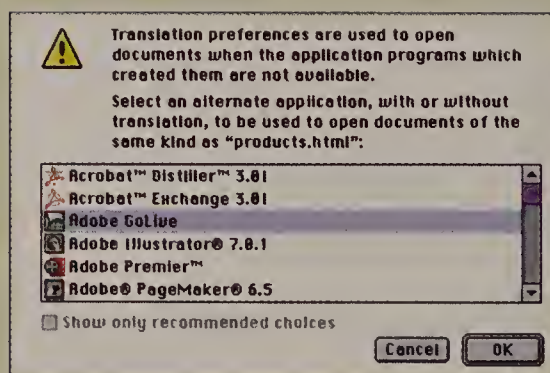 Translation preferences are used to open
documents when the application programs which
created them are not available.
Select an alternate application, with or without
translation, to be used to open documents of the
same kind as “products.html”:
Acrobat™ Distiller™ 3.01
Acrobat™ Exchange 3.01
Adobe GoLive
Adobe Illustrator® 7.0.1
Adobe Premier™
Adobe® PageMaker® 6.5
Show only recommended choices
Cancel OK